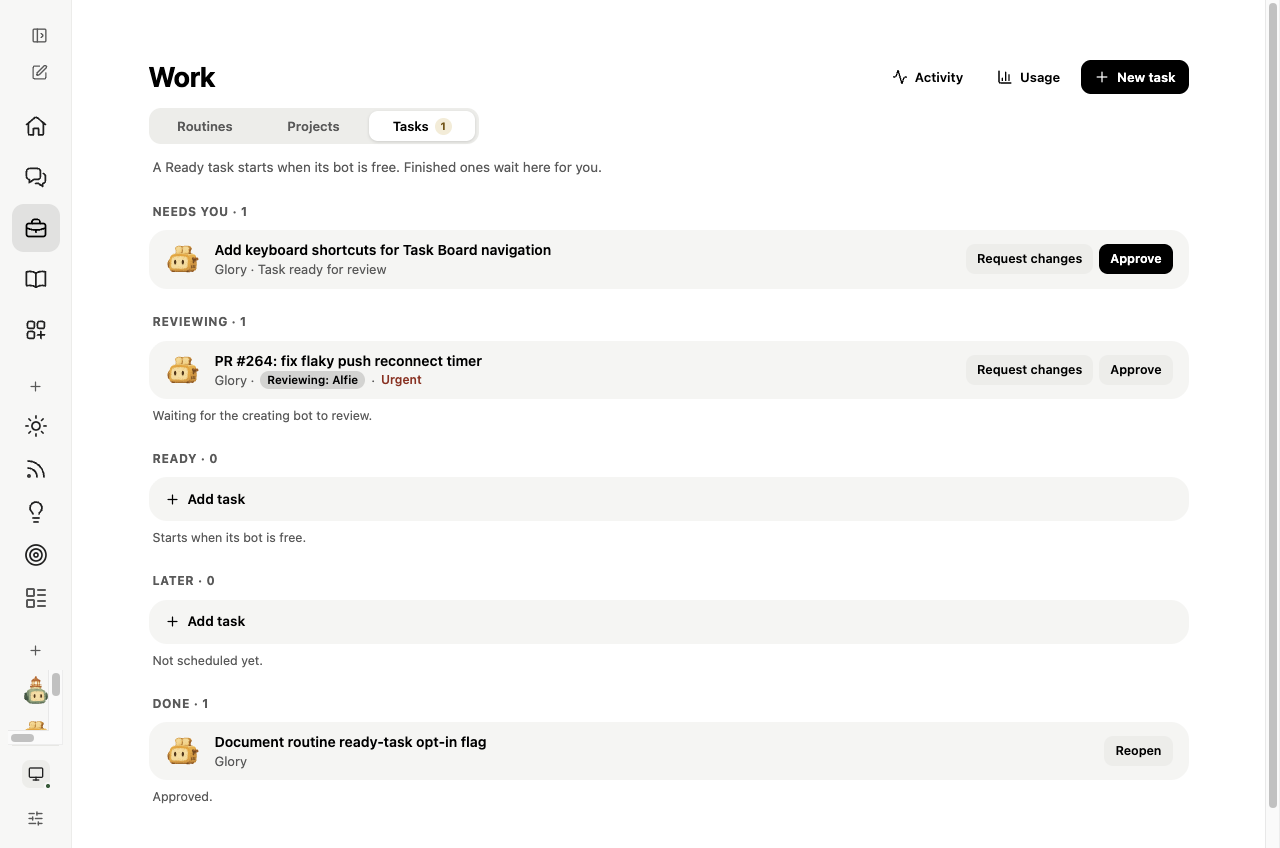 Work
Activity
Usage
New task
Routines
Projects
Tasks 1
A Ready task starts when its bot is free. Finished ones wait here for you.
NEEDS YOU · 1
Add keyboard shortcuts for Task Board navigation
Glory · Task ready for review
Request changes
Approve
REVIEWING · 1
PR #264: fix flaky push reconnect timer
Glory · Reviewing: Alfie · Urgent
Request changes
Approve
Waiting for the creating bot to review.
READY · 0
Add task
Starts when its bot is free.
LATER · 0
Add task
Not scheduled yet.
DONE · 1
Document routine ready-task opt-in flag
Glory
Reopen
Approved.